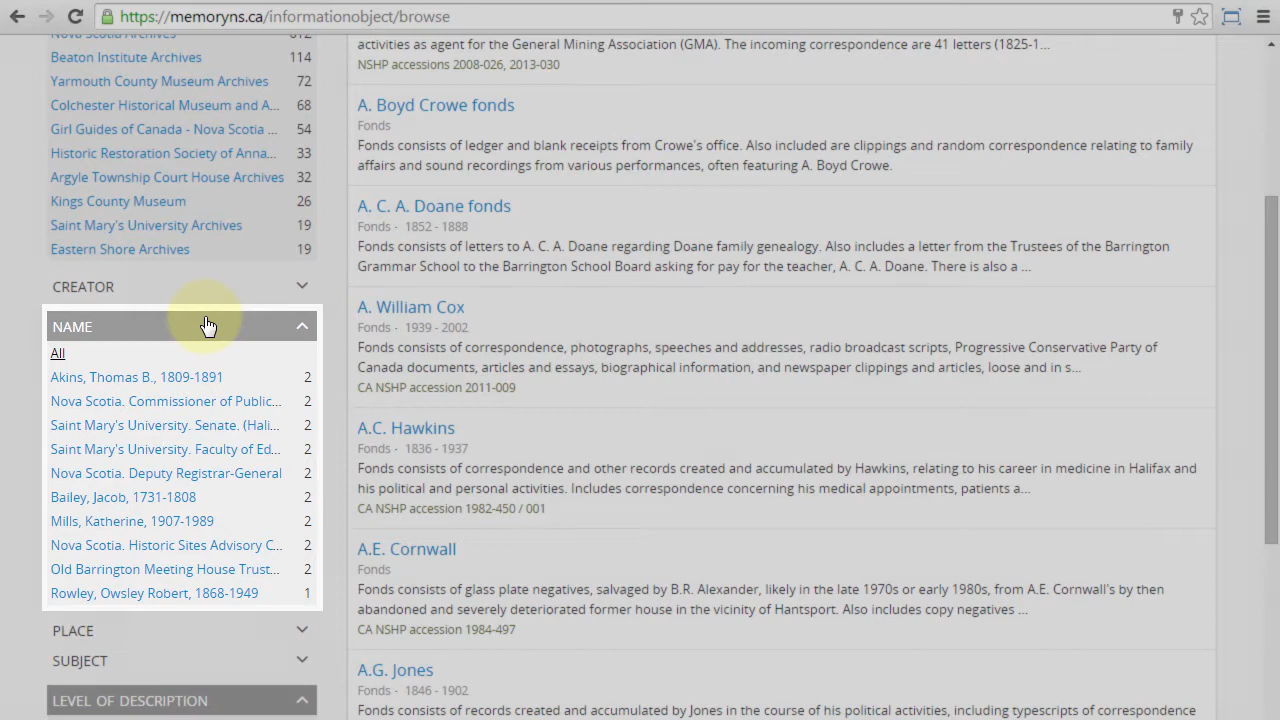 https://memoryns.ca/informationobject/browse
Nova Scotia Archives 612
Beaton Institute Archives 114
Yarmouth County Museum Archives 72
Colchester Historical Museum and A... 68
Girl Guides of Canada - Nova Scotia ... 54
Historic Restoration Society of Anna... 33
Argyle Township Court House Archives 32
Kings County Museum 26
Saint Mary's University Archives 19
Eastern Shore Archives 19
CREATOR
NAME
All
Akins, Thomas B., 1809-1891 2
Nova Scotia. Commissioner of Public... 2
Saint Mary's University. Senate. (Hali... 2
Saint Mary's University. Faculty of Ed... 2
Nova Scotia. Deputy Registrar-General 2
Bailey, Jacob, 1731-1808 2
Mills, Katherine, 1907-1989 2
Nova Scotia. Historic Sites Advisory C... 2
Old Barrington Meeting House Trust... 2
Rowley, Owsley Robert, 1868-1949 1
PLACE
SUBJECT
LEVEL OF DESCRIPTION
activities as agent for the General Mining Association (GMA). The incoming correspondence are 41 letters (1825-1...
NSHP accessions 2008-026, 2013-030
A. Boyd Crowe fonds
Fonds
Fonds consists of ledger and blank receipts from Crowe's office. Also included are clippings and random correspondence relating to family
affairs and sound recordings from various performances, often featuring A. Boyd Crowe.
A. C. A. Doane fonds
Fonds - 1852 - 1888
Fonds consists of letters to A. C. A. Doane regarding Doane family genealogy. Also includes a letter from the Trustees of the Barrington
Grammar School to the Barrington School Board asking for pay for the teacher, A. C. A. Doane. There is also a ...
A. William Cox
Fonds - 1939 - 2002
Fonds consists of correspondence, photographs, speeches and addresses, radio broadcast scripts, Progressive Conservative Party of
Canada documents, articles and essays, biographical information, and newspaper clippings and articles, loose and in s...
CA NSHP accession 2011-009
A.C. Hawkins
Fonds - 1836 - 1937
Fonds consists of correspondence and other records created and accumulated by Hawkins, relating to his career in medicine in Halifax and
his political and personal activities. Includes correspondence concerning his medical appointments, patients a...
CA NSHP accession 1982-450 / 001
A.E. Cornwall
Fonds
Fonds consists of glass plate negatives, salvaged by B.R. Alexander, likely in the late 1970s or early 1980s, from A.E. Cornwall's by then
abandoned and severely deteriorated former house in the vicinity of Hantsport. Also includes copy negatives ...
CA NSHP accession 1984-497
A.G. Jones
Fonds - 1846 - 1902
Fonds consists of records created and accumulated by Jones in the course of his political activities, including typescripts of correspondence